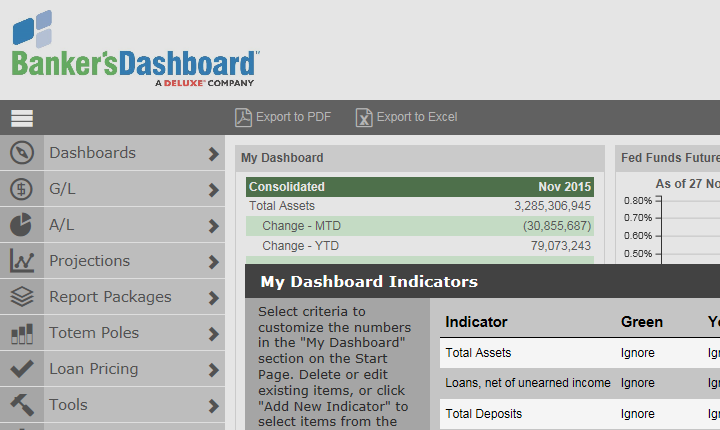 Banker'sDashboard™
A DELUXE® COMPANY
Export to PDF
Export to Excel
Dashboards
G/L
A/L
Projections
Report Packages
Totem Poles
Loan Pricing
Tools
My Dashboard
Consolidated Nov 2015
Total Assets 3,285,306,945
Change - MTD (30,855,687)
Change - YTD 79,073,243
Fed Funds Future
As of 27 No
0.80%
0.70%
0.60%
0.50%
My Dashboard Indicators
Select criteria to
customize the numbers
in the "My Dashboard"
section on the Start
Page. Delete or edit
existing items, or click
"Add New Indicator" to
select items from the
Indicator Green Ye
Total Assets Ignore Ign
Loans, net of unearned income Ignore Ign
Total Deposits Ignore Ign